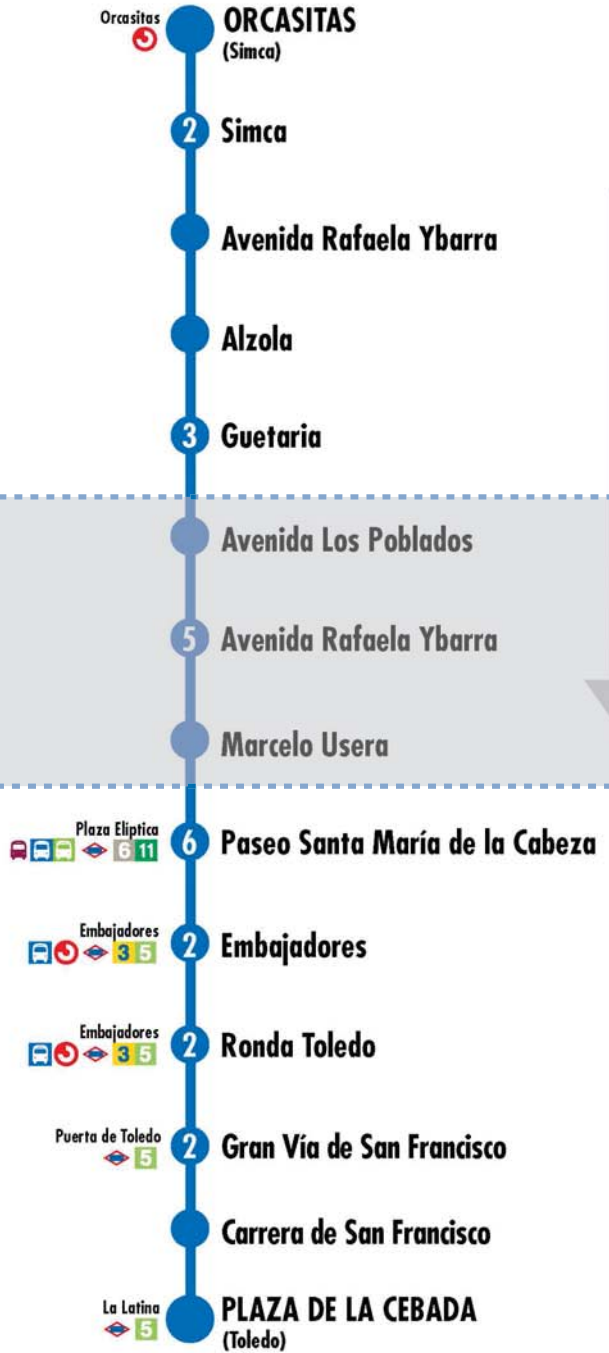 Orcasitas
ORCASITAS
(Simca)
2 Simca
Avenida Rafaela Ybarra
Alzola
3 Guetaria
Avenida Los Poblados
5 Avenida Rafaela Ybarra
Marcelo Usera
Plaza Elíptica
6 11 6 Paseo Santa María de la Cabeza
Embajadores
3 5 2 Embajadores
Embajadores
3 5 2 Ronda Toledo
Puerta de Toledo
5 2 Gran Vía de San Francisco
Carrera de San Francisco
La Latina
5 PLAZA DE LA CEBADA
(Toledo)